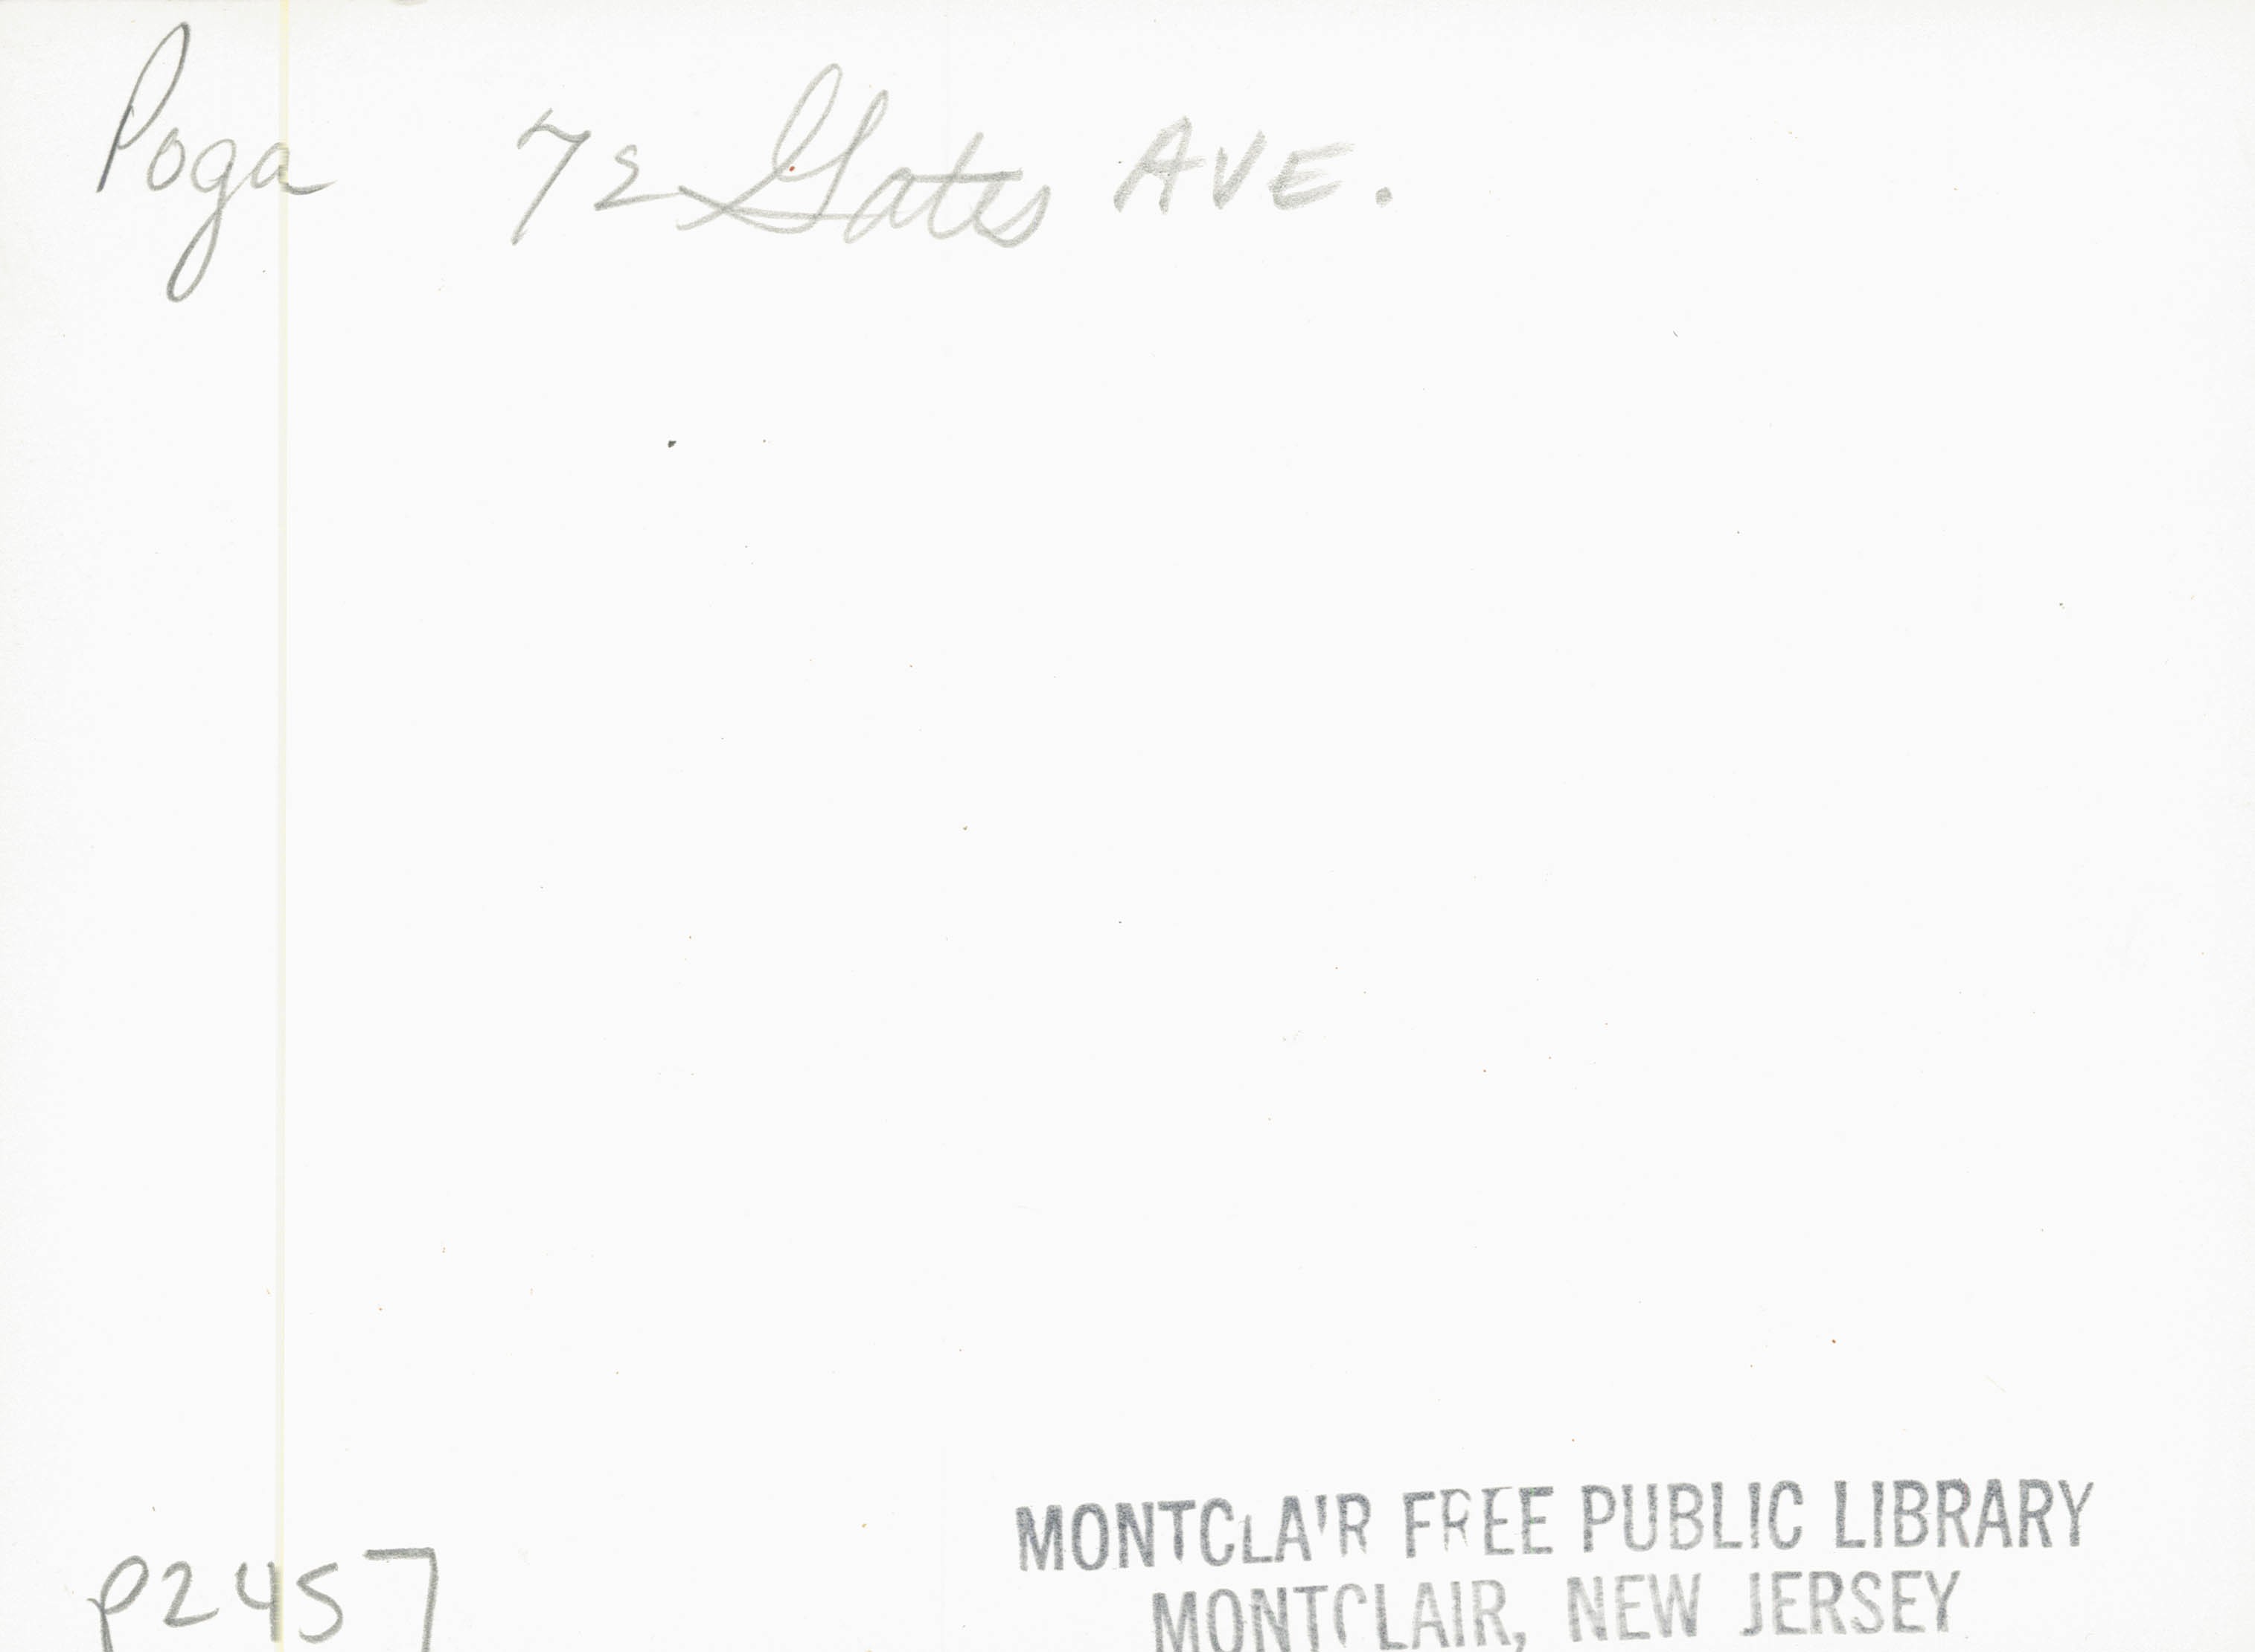 Poga 72 Gates AVE.
MONTCLAIR FREE PUBLIC LIBRARY
MONTCLAIR, NEW JERSEY
P2457